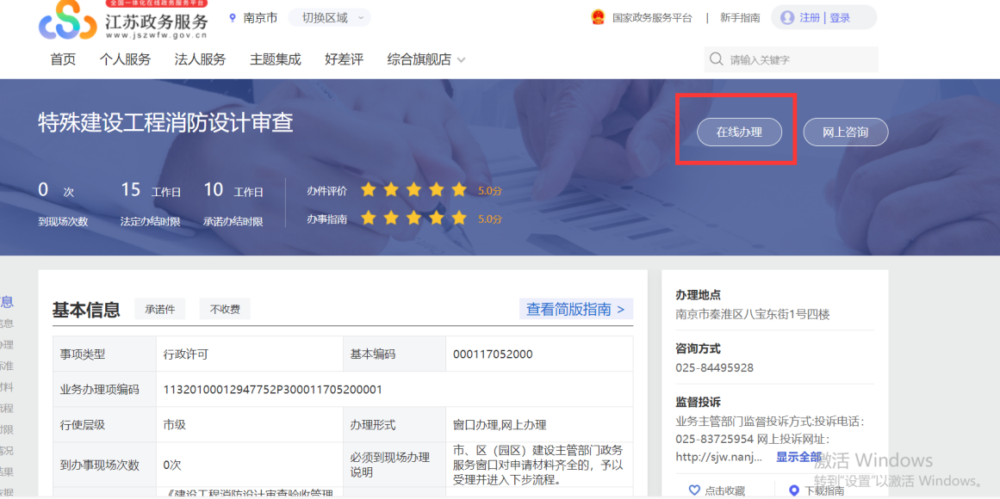 全国一体化在线政务服务平台
江苏政务服务
www.jszwfw.gov.cn
南京市 切换区域
国家政务服务平台 | 新手指南 注册 | 登录
首页 个人服务 法人服务 主题集成 好差评 综合旗舰店
请输入关键字
特殊建设工程消防设计审查
在线办理 网上咨询
0 次 15 工作日 10 工作日 办件评价 5.0分
到现场次数 法定办结时限 承诺办结时限 办事指南 5.0分
基本信息 承诺件 不收费 查看简版指南 >
事项类型 行政许可 基本编码 000117052000
业务办理项编码 11320100012947752P300011705200001
行使层级 市级 办理形式 窗口办理,网上办理
到办事现场次数 0次 必须到现场办理说明 市、区（园区）建设主管部门政务
服务窗口对申请材料齐全的，予以
受理并进入下步流程。
《建设工程消防设计审查验收管理
办理地点
南京市秦淮区八宝东街1号四楼
咨询方式
025-84495928
监督投诉
业务主管部门监督投诉方式:投诉电话：
025-83725954 网上投诉网址：
http://sjw.nanj... 显示全部
点击收藏 下载指南
激活 Windows
转到"设置"以激活 Windows。
息
信息
办理
标准
材料
流程
时限
情况
结果
依据